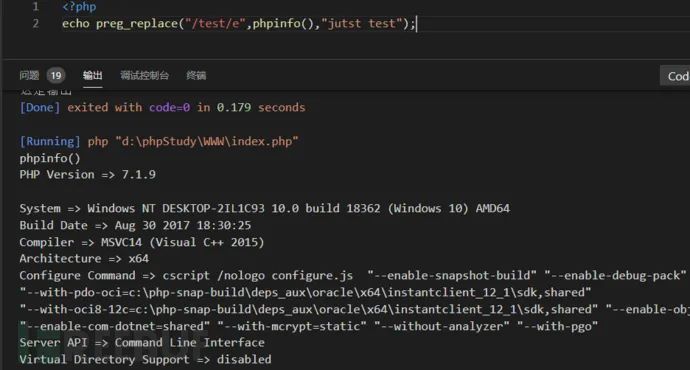 1 <?php
2 echo preg_replace("/test/e",phpinfo(),"jutst test");
问题 19 输出 调试控制台 终端 Cod
[Done] exited with code=0 in 0.179 seconds
[Running] php "d:\phpStudy\WWW\index.php"
phpinfo()
PHP Version => 7.1.9
System => Windows NT DESKTOP-2IL1C93 10.0 build 18362 (Windows 10) AMD64
Build Date => Aug 30 2017 18:30:25
Compiler => MSVC14 (Visual C++ 2015)
Architecture => x64
Configure Command => cscript /nologo configure.js "--enable-snapshot-build" "--enable-debug-pack"
"--with-pdo-oci=c:\php-snap-build\deps_aux\oracle\x64\instantclient_12_1\sdk,shared"
"--with-oci8-12c=c:\php-snap-build\deps_aux\oracle\x64\instantclient_12_1\sdk,shared" "--enable-obj
"--enable-com-dotnet=shared" "--with-mcrypt=static" "--without-analyzer" "--with-pgo"
Server API => Command Line Interface
Virtual Directory Support => disabled